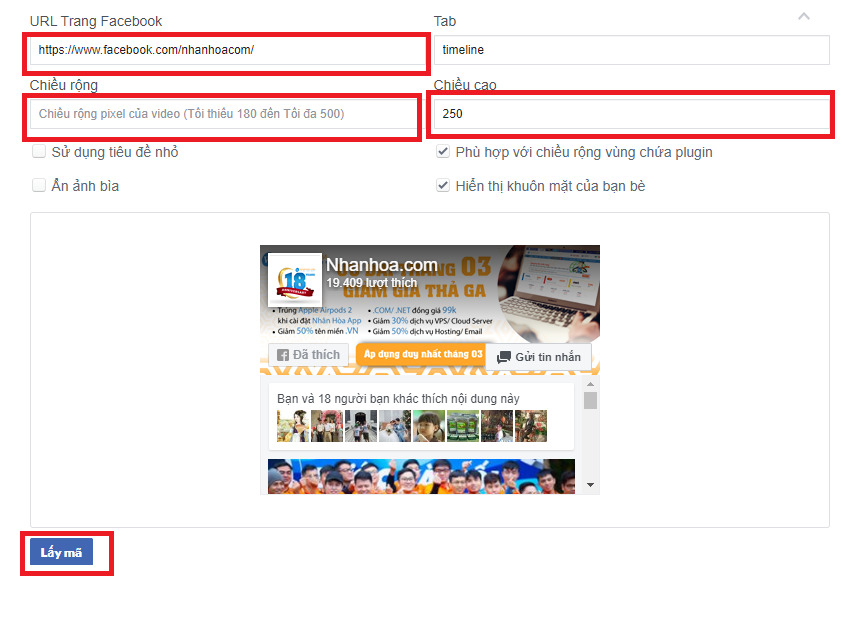 URL Trang Facebook
Tab
https://www.facebook.com/nhanhoacom/
timeline
Chiều rộng
Chiều cao
Chiều rộng pixel của video (Tối thiểu 180 đến Tối đa 500)
250
Sử dụng tiêu đề nhỏ
Phù hợp với chiều rộng vùng chứa plugin
Ẩn ảnh bìa
Hiển thị khuôn mặt của bạn bè
Nhanhoa.com
19.409 lượt thích
18
ANNIVERSARY
ƯU ĐÃI THÁNG 03
GIẢM GIÁ THẢ GA
• Trúng Apple Airpods 2
khi cài đặt Nhân Hòa App
• Giảm 50% tên miền .VN
• .COM/ .NET đồng giá 99k
• Giảm 30% dịch vụ VPS/ Cloud Server
• Giảm 50% dịch vụ Hosting/ Email
Đã thích
Áp dụng duy nhất tháng 03
Gửi tin nhắn
Bạn và 18 người bạn khác thích nội dung này
Lấy mã